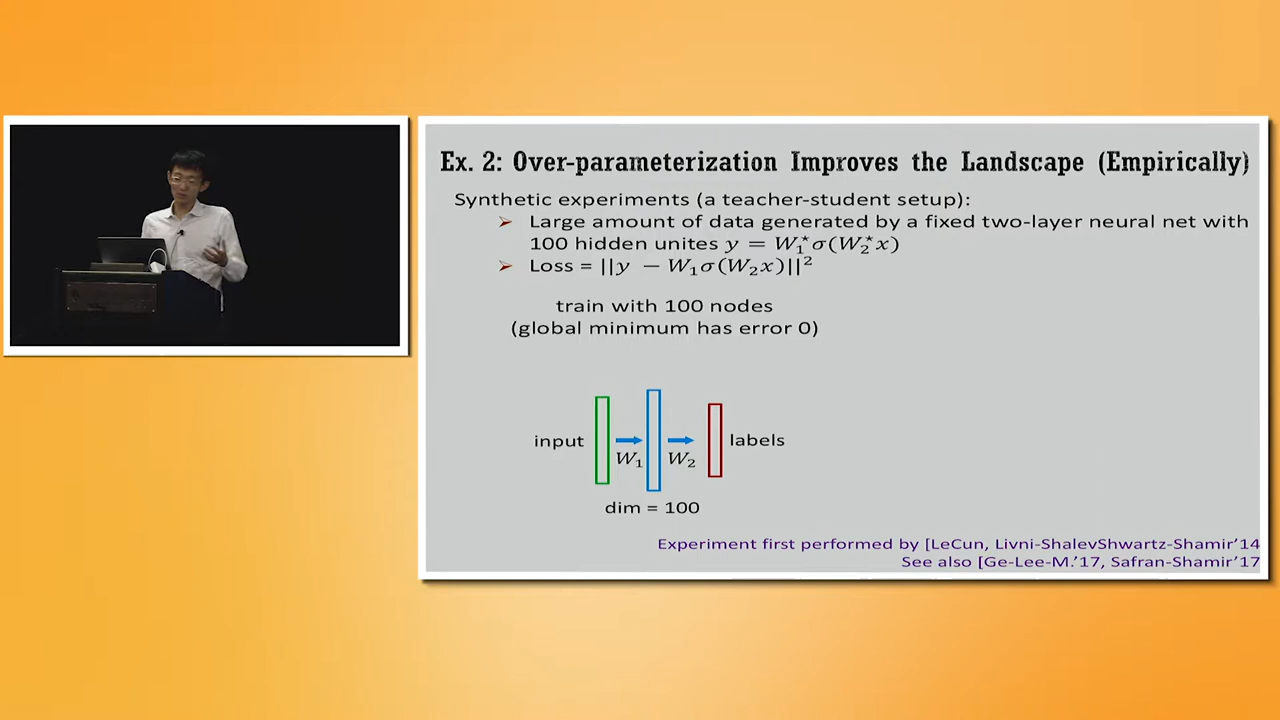 Ex. 2: Over-parameterization Improves the Landscape (Empirically)
Synthetic experiments (a teacher-student setup):
➢ Large amount of data generated by a fixed two-layer neural net with
100 hidden unites y = W₁*σ(W₂*x)
➢ Loss = ||y − W₁σ(W₂x)||²
train with 100 nodes
(global minimum has error 0)
input W₁ W₂ labels
dim = 100
Experiment first performed by [LeCun, Livni-ShalevShwartz-Shamir'14
See also [Ge-Lee-M.'17, Safran-Shamir'17